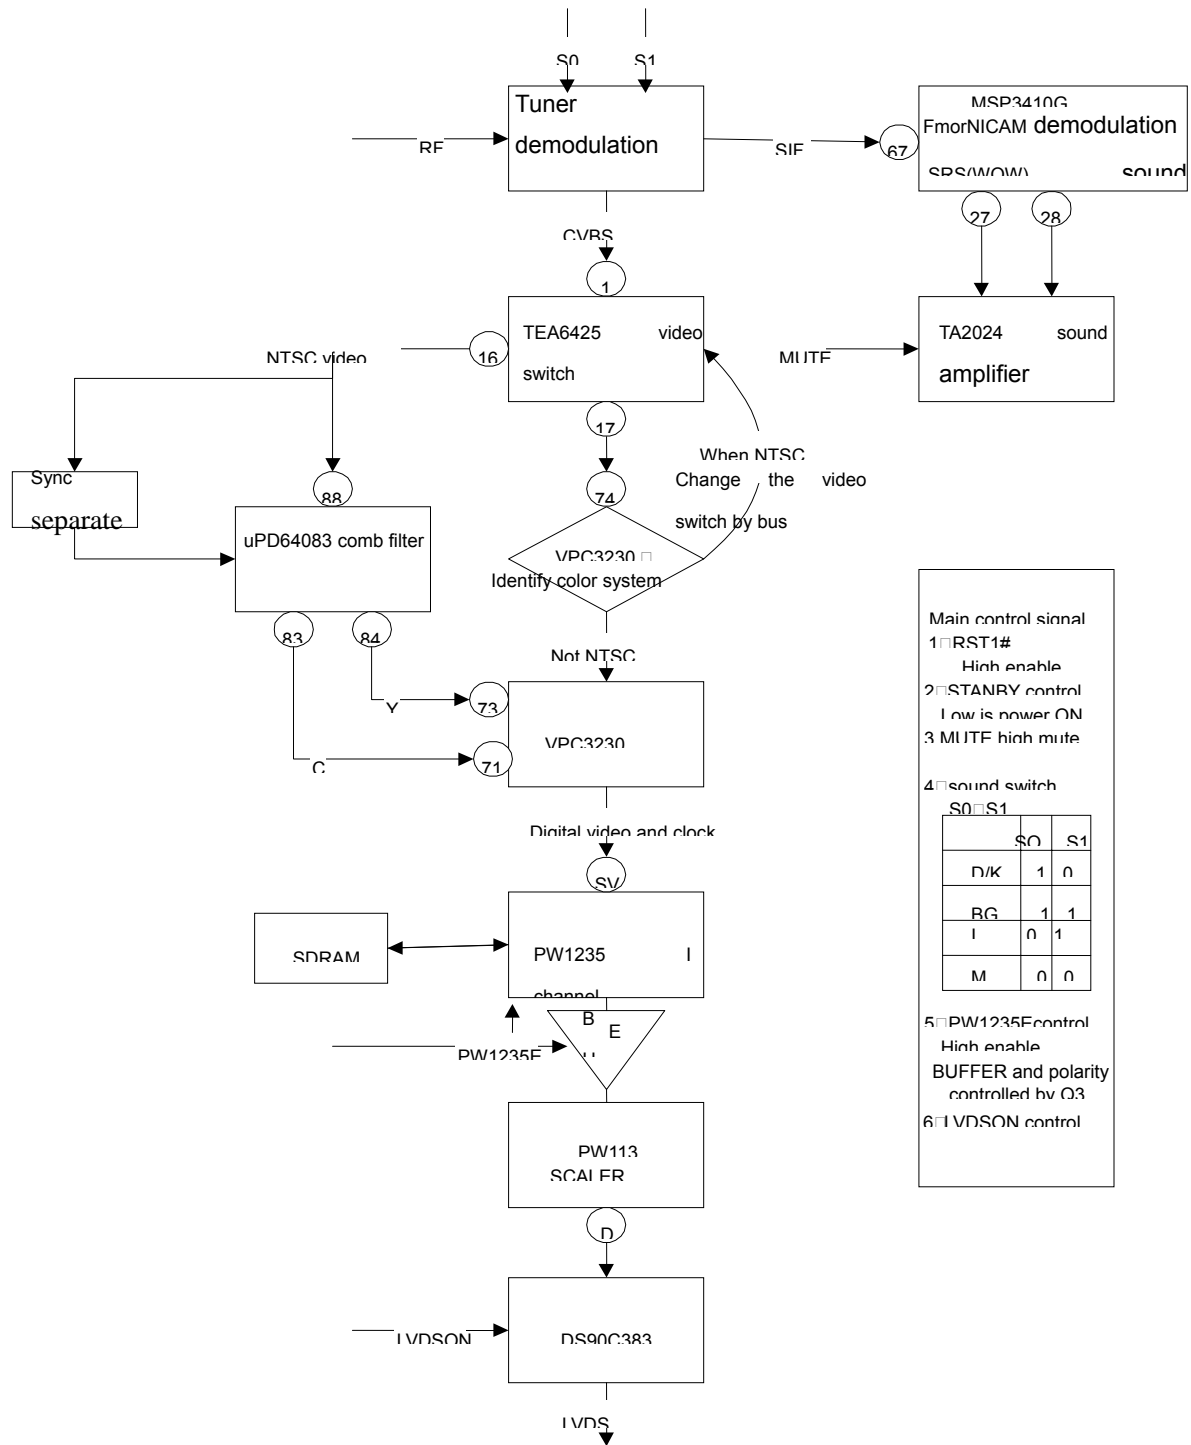 S0 S1
Tuner
demodulation
RF
SIF
67
MSP3410G
FmorNICAM demodulation
SRS(WOW) sound
27 28
CVBS
1
TEA6425 video
switch
16
NTSC video
17
MUTE
TA2024 sound
amplifier
When NTSC
Change the video
switch by bus
74
VPC3230
Identify color system
Sync
separate
88
uPD64083 comb filter
83 84
Not NTSC
Y
73
C
71
VPC3230
Digital video and clock
SV
SDRAM
PW1235 I
channel
B
E
PW1235E
PW113
SCALER
D
LVDSON
DS90C383
LVDS
Main control signal
1 RST1#
High enable
2 STANBY control
Low is power ON
3 MUTE high mute
4 sound switch
S0 S1
SO S1
D/K 1 0
BG 1 1
I 0 1
M 0 0
5 PW1235Econtrol
High enable
BUFFER and polarity
controlled by Q3
6 LVDSON control